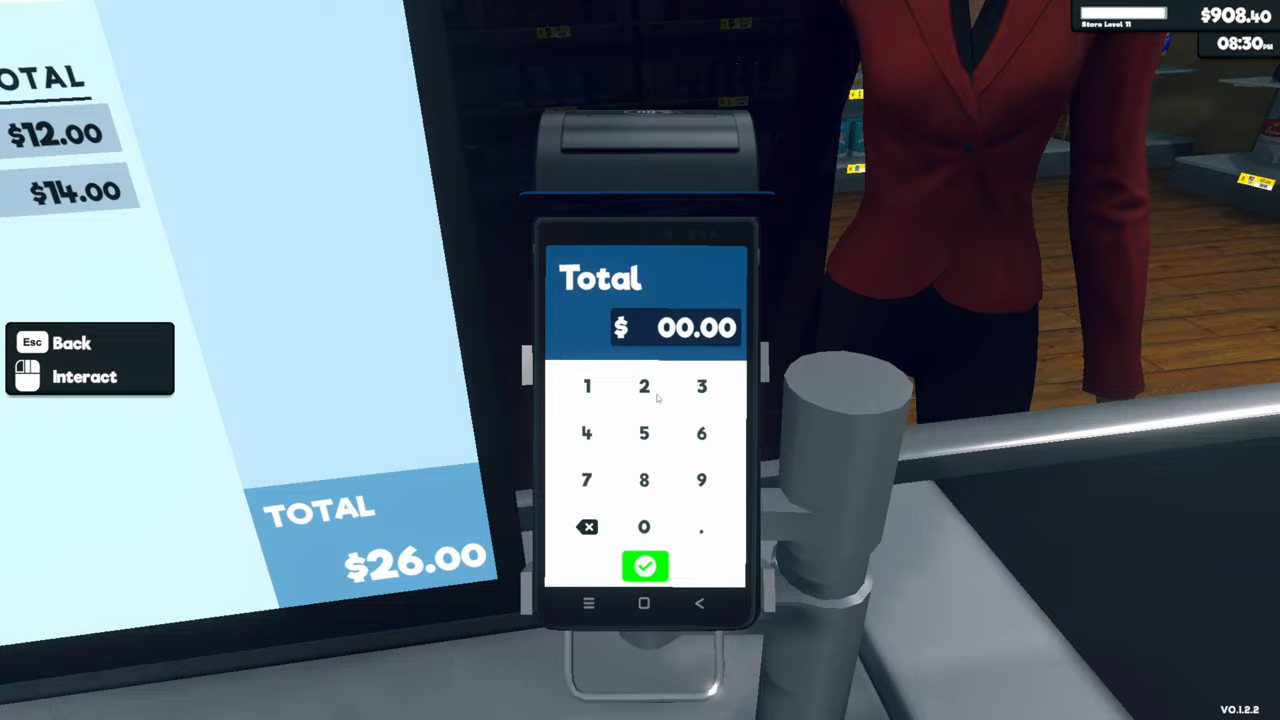 $908.40
Store Level 11
08:30PM
OTAL
$12.00
$14.00
Total
$ 00.00
Esc Back
Interact
1 2 3
4 5 6
7 8 9
0 .
TOTAL
$26.00
V0.1.2.2